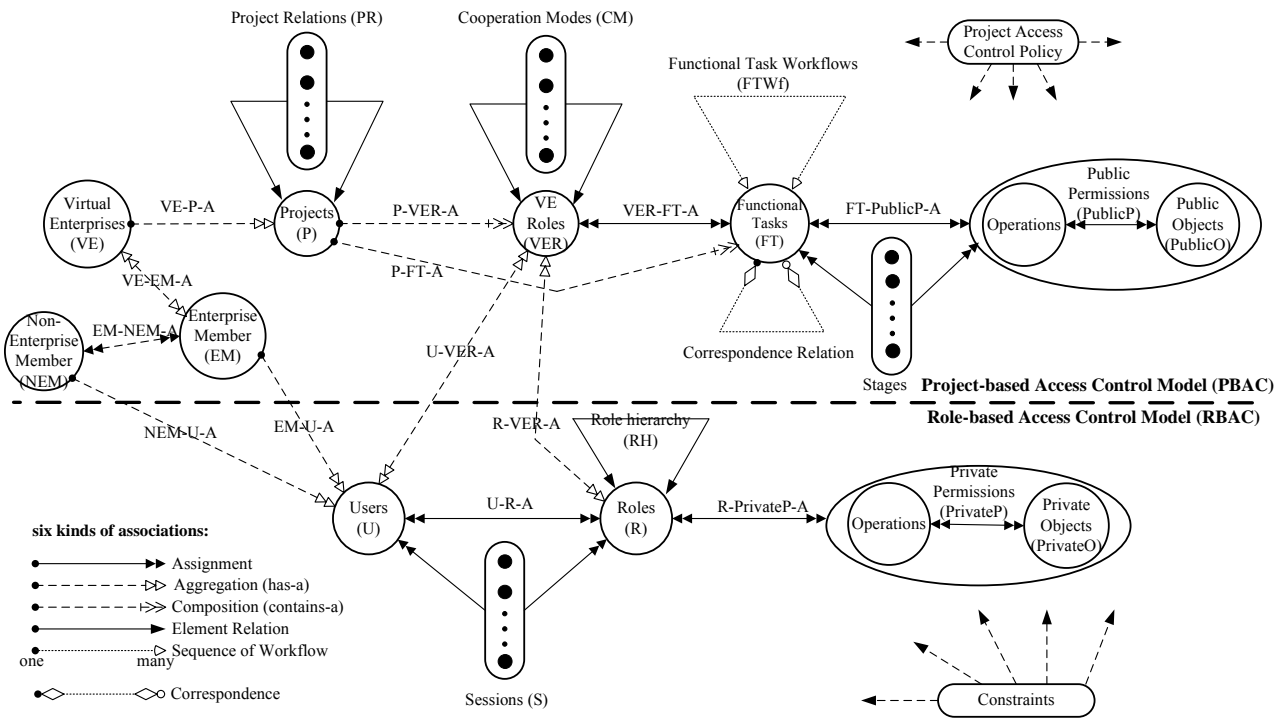 Project Relations (PR)
Cooperation Modes (CM)
Project Access
Control Policy
Functional Task Workflows
(FTWf)
Virtual
Enterprises
(VE)
VE-P-A
Projects
(P)
P-VER-A
VE
Roles
(VER)
VER-FT-A
Functional
Tasks
(FT)
FT-PublicP-A
Operations
Public
Permissions
(PublicP)
Public
Objects
(PublicO)
P-FT-A
VE-EM-A
Non-
Enterprise
Member
(NEM)
EM-NEM-A
Enterprise
Member
(EM)
U-VER-A
Correspondence Relation
Stages
Project-based Access Control Model (PBAC)
Role-based Access Control Model (RBAC)
NEM-U-A
EM-U-A
R-VER-A
Role hierarchy
(RH)
Users
(U)
U-R-A
Roles
(R)
R-PrivateP-A
Operations
Private
Permissions
(PrivateP)
Private
Objects
(PrivateO)
six kinds of associations:
Assignment
Aggregation (has-a)
Composition (contains-a)
Element Relation
Sequence of Workflow
one
many
Correspondence
Sessions (S)
Constraints